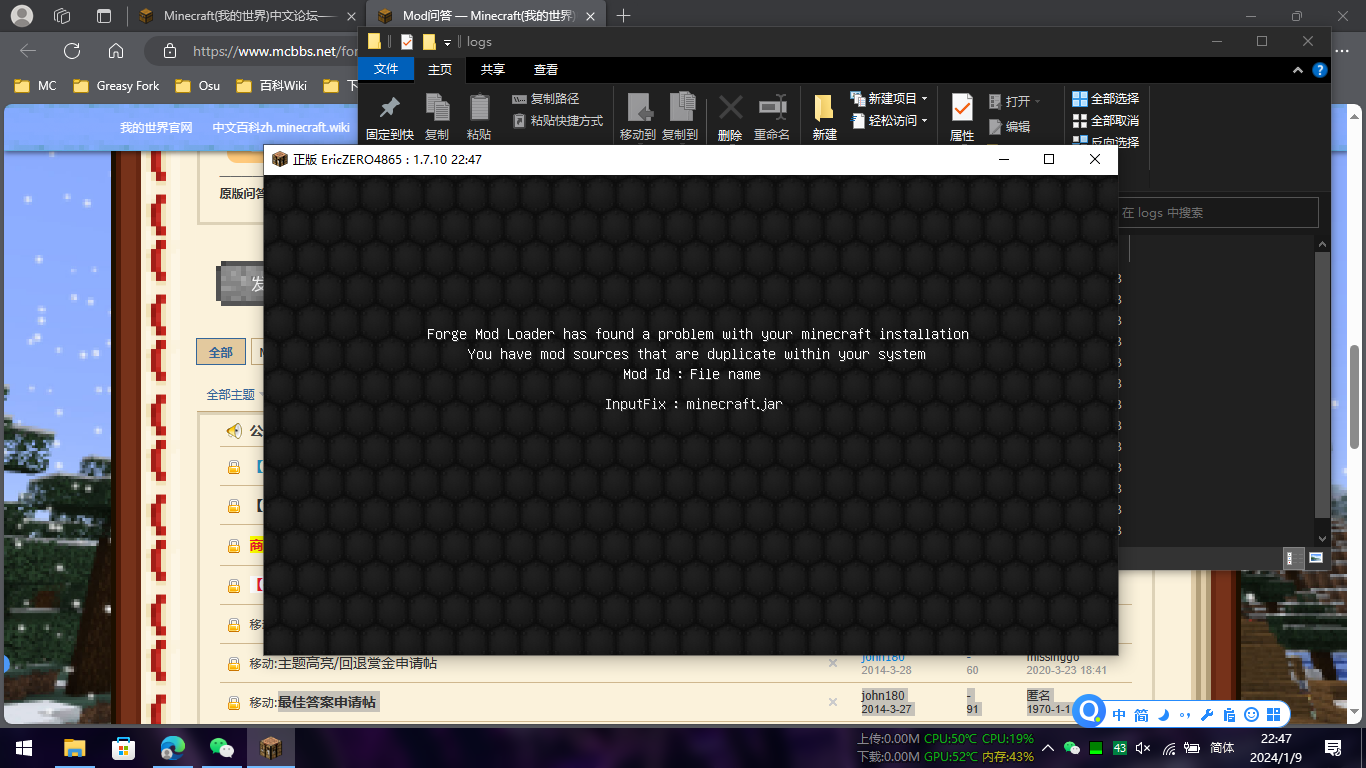 Minecraft(我的世界)中文论坛——
Mod问答 — Minecraft(我的世界)
https://www.mcbbs.net/for
logs
文件 主页 共享 查看
MC Greasy Fork Osu 百科Wiki 下
固定到快 复制 粘贴 复制路径 粘贴快捷方式 移动到 复制到 删除 重命名 新建 新建项目 轻松访问 属性 打开 编辑 全部选择 全部取消 反向选择
我的世界官网 中文百科zh.minecraft.wiki
正版 EricZERO4865 : 1.7.10 22:47
原版问答
在 logs 中搜索
发
Forge Mod Loader has found a problem with your minecraft installation
You have mod sources that are duplicate within your system
Mod Id : File name
InputFix : minecraft.jar
全部
全部主题
公
【
【
商
【
移动:
移动:主题高亮/回退赏金申请帖
john180 - missinggo
2014-3-28 60 2020-3-23 18:41
移动:最佳答案申请帖
john180 - 匿名
2014-3-27 91 1970-1-1
中 简
上传:0.00M CPU:50℃ CPU:19%
下载:0.00M GPU:52℃ 内存:43%
43
简体
22:47
2024/1/9